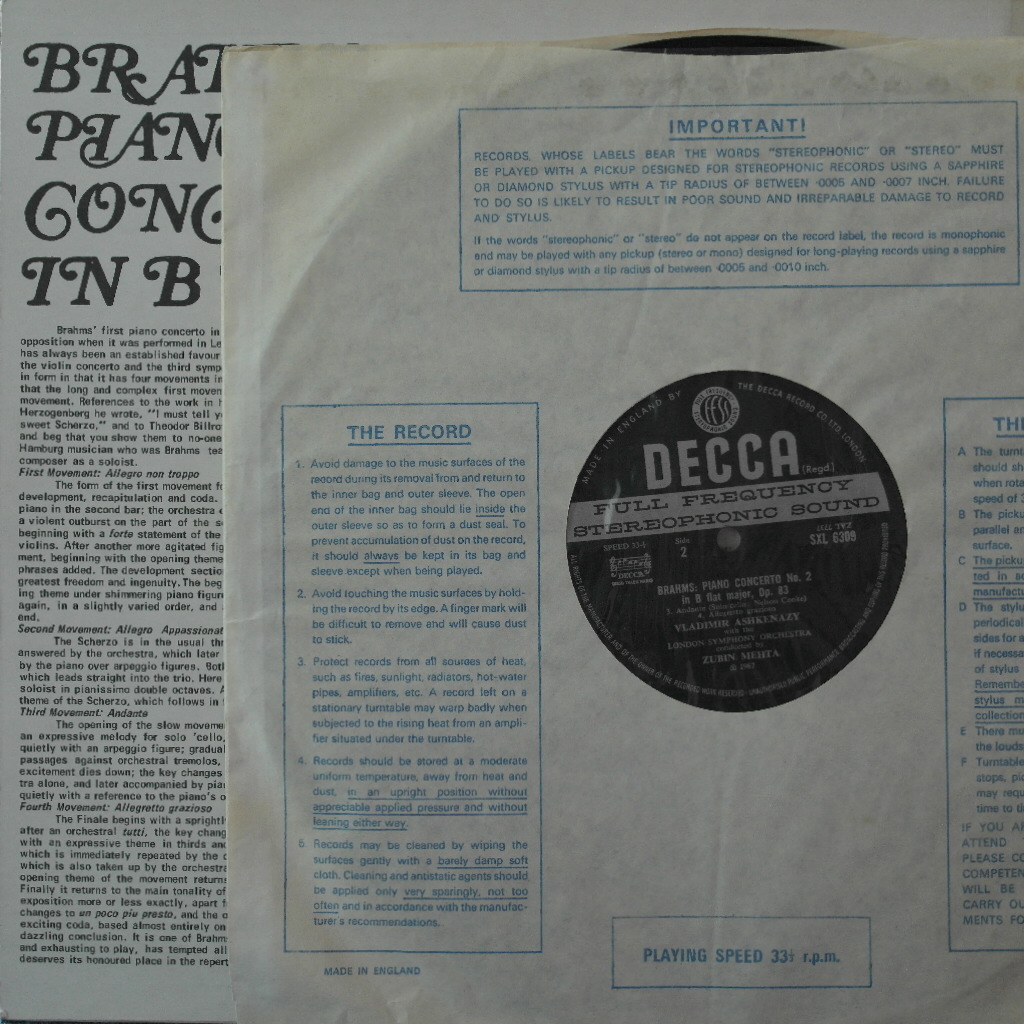 BRA
PIANO
CONC
IN B
Brahms' first piano concerto in
opposition when it was performed in Le
has always been an established favour
the violin concerto and the third symp
in form in that it has four movements in
that the long and complex first movem
movement. References to the work in
Herzogenberg he wrote, "I must tell y
sweet Scherzo," and to Theodor Billro
and beg that you show them to no-one
Hamburg musician who was Brahms' tea
composer as a soloist.
First Movement: Allegro non troppo
The form of the first movement f
development, recapitulation and coda.
piano in the second bar; the orchestra
a violent outburst on the part of the s
beginning with a forte statement of the
violins. After another more agitated fig
ment, beginning with the opening theme
phrases added. The development sectio
greatest freedom and ingenuity. The beg
ing theme under shimmering piano figur
again, in a slightly varied order, and
end.
Second Movement: Allegro Appassionat
The Scherzo is in the usual th
answered by the orchestra, which later
by the piano over arpeggio figures. Both
which leads straight into the trio. Here
soloist in pianissimo double octaves. A
theme of the Scherzo, which follows in
Third Movement: Andante
The opening of the slow moveme
an expressive melody for solo 'cello,
quietly with an arpeggio figure; gradual
passages against orchestral tremolos,
excitement dies down; the key changes
tra alone, and later accompanied by pia
quietly with a reference to the piano's o
Fourth Movement: Allegretto grazioso
The Finale begins with a sprightl
after an orchestral tutti, the key chang
with an expressive theme in thirds and
which is immediately repeated by the c
which is also taken up by the orchestra
opening theme of the movement return
Finally it returns to the main tonality of
exposition more or less exactly, apart f
changes to un poco piu presto, and the o
exciting coda, based almost entirely on
dazzling conclusion. It is one of Brahm
and exhausting to play, has tempted all
deserves its honoured place in the repert
IMPORTANT!
RECORDS, WHOSE LABELS BEAR THE WORDS "STEREOPHONIC" OR "STEREO" MUST
BE PLAYED WITH A PICKUP DESIGNED FOR STEREOPHONIC RECORDS USING A SAPPHIRE
OR DIAMOND STYLUS WITH A TIP RADIUS OF BETWEEN ·0005 AND ·0007 INCH. FAILURE
TO DO SO IS LIKELY TO RESULT IN POOR SOUND AND IRREPARABLE DAMAGE TO RECORD
AND STYLUS.
If the words "stereophonic" or "stereo" do not appear on the record label, the record is monophonic
and may be played with any pickup (stereo or mono) designed for long-playing records using a sapphire
or diamond stylus with a tip radius of between ·0005 and ·0010 inch.
THE RECORD
1. Avoid damage to the music surfaces of the
record during its removal from and return to
the inner bag and outer sleeve. The open
end of the inner bag should lie inside the
outer sleeve so as to form a dust seal. To
prevent accumulation of dust on the record,
it should always be kept in its bag and
sleeve except when being played.
2. Avoid touching the music surfaces by hold-
ing the record by its edge. A finger mark will
be difficult to remove and will cause dust
to stick.
3. Protect records from all sources of heat,
such as fires, sunlight, radiators, hot-water
pipes, amplifiers, etc. A record left on a
stationary turntable may warp badly when
subjected to the rising heat from an ampli-
fier situated under the turntable.
4. Records should be stored at a moderate
uniform temperature, away from heat and
dust, in an upright position without
appreciable applied pressure and without
leaning either way.
5. Records may be cleaned by wiping the
surfaces gently with a barely damp soft
cloth. Cleaning and antistatic agents should
be applied only very sparingly, not too
often and in accordance with the manufac-
turer's recommendations.
MADE IN ENGLAND
MADE IN ENGLAND BY
THE DECCA RECORD CO LTD LONDON
FFSS
DECCA (Regd.)
FULL FREQUENCY
STEREOPHONIC SOUND
SPEED 33⅓
Side
2
SXL 6309
DECCA
BRAHMS: PIANO CONCERTO No. 2
in B flat major, Op. 83
3. Andante
4. Allegretto grazioso
VLADIMIR ASHKENAZY
with the
LONDON SYMPHONY ORCHESTRA
conducted by
ZUBIN MEHTA
PLAYING SPEED 33⅓ r.p.m.
TH
A The turnt
should sh
when rota
speed of 3
B The picku
parallel an
surface.
C The picku
ted in ac
manufactu
D The stylu
periodical
sides for a
if necessa
of stylus
Remembe
stylus m
collection
E There mu
the louds
F Turntable
stops, pic
may requ
time to ti
IF YOU AR
ATTEND
PLEASE CO
COMPETEN
WILL BE
CARRY OU
MENTS FO